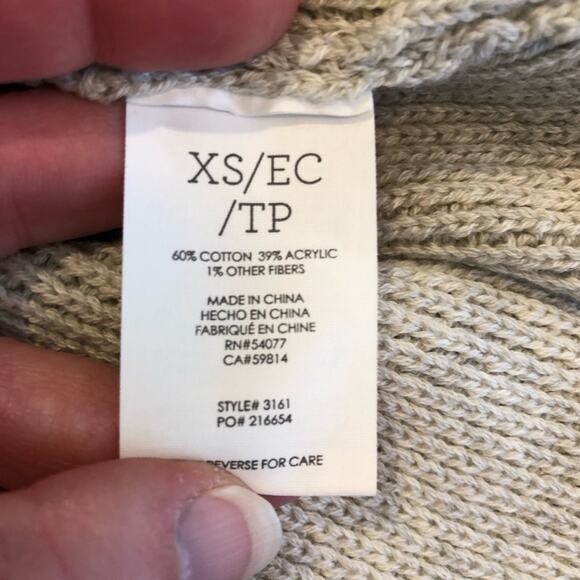 XS/EC
/TP
60% COTTON 39% ACRYLIC
1% OTHER FIBERS
MADE IN CHINA
HECHO EN CHINA
FABRIQUÉ EN CHINE
RN#54077
CA#59814
STYLE# 3161
PO# 216654
REVERSE FOR CARE